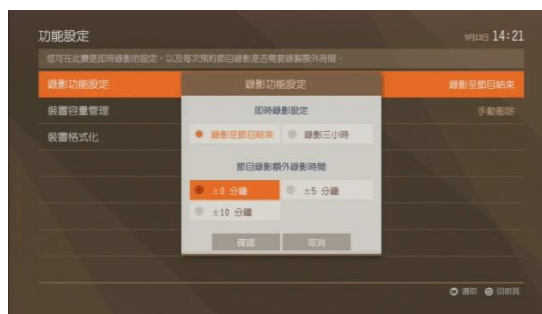 功能設定
9月13日 14:21
您可在此變更即時錄影的設定，以及每次預約節目錄影是否需要錄製額外時間。
錄影功能設定
錄影至節目結束
裝置容量管理
手動刪除
裝置格式化
錄影功能設定
即時錄影設定
錄影至節目結束
錄影三小時
節目錄影額外錄影時間
±0 分鐘
±5 分鐘
±10 分鐘
確認
取消
選取
回前頁